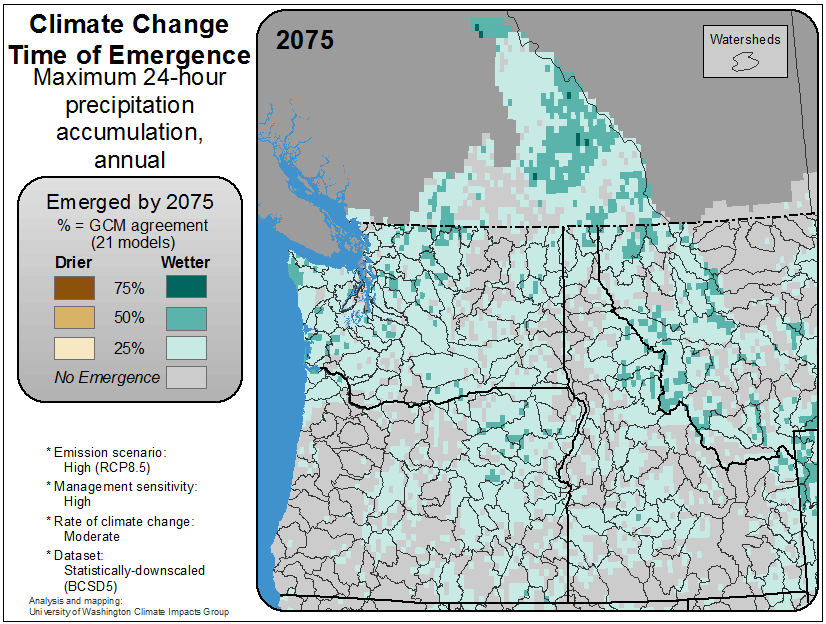 Climate Change
Time of Emergence
Maximum 24-hour
precipitation
accumulation,
annual
Emerged by 2075
% = GCM agreement
(21 models)
Drier Wetter
75%
50%
25%
No Emergence
* Emission scenario:
High (RCP8.5)
* Management sensitivity:
High
* Rate of climate change:
Moderate
* Dataset:
Statistically-downscaled
(BCSD5)
Analysis and mapping:
University of Washington Climate Impacts Group
2075
Watersheds